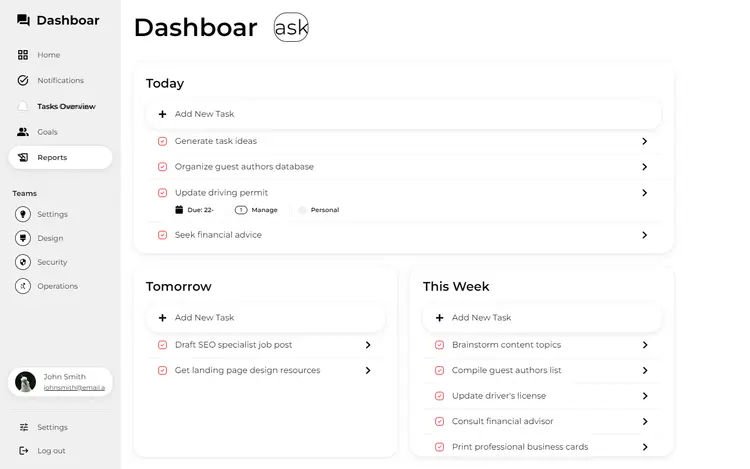 Dashboar
Home
Notifications
Tasks Overview
Goals
Reports
Teams
Settings
Design
Security
Operations
John Smith
johnsmith@email.a
Settings
Log out
Dashboar ask
Today
Add New Task
Generate task ideas
Organize guest authors database
Update driving permit
Due: 22- 1 Manage Personal
Seek financial advice
Tomorrow
Add New Task
Draft SEO specialist job post
Get landing page design resources
This Week
Add New Task
Brainstorm content topics
Compile guest authors list
Update driver's license
Consult financial advisor
Print professional business cards